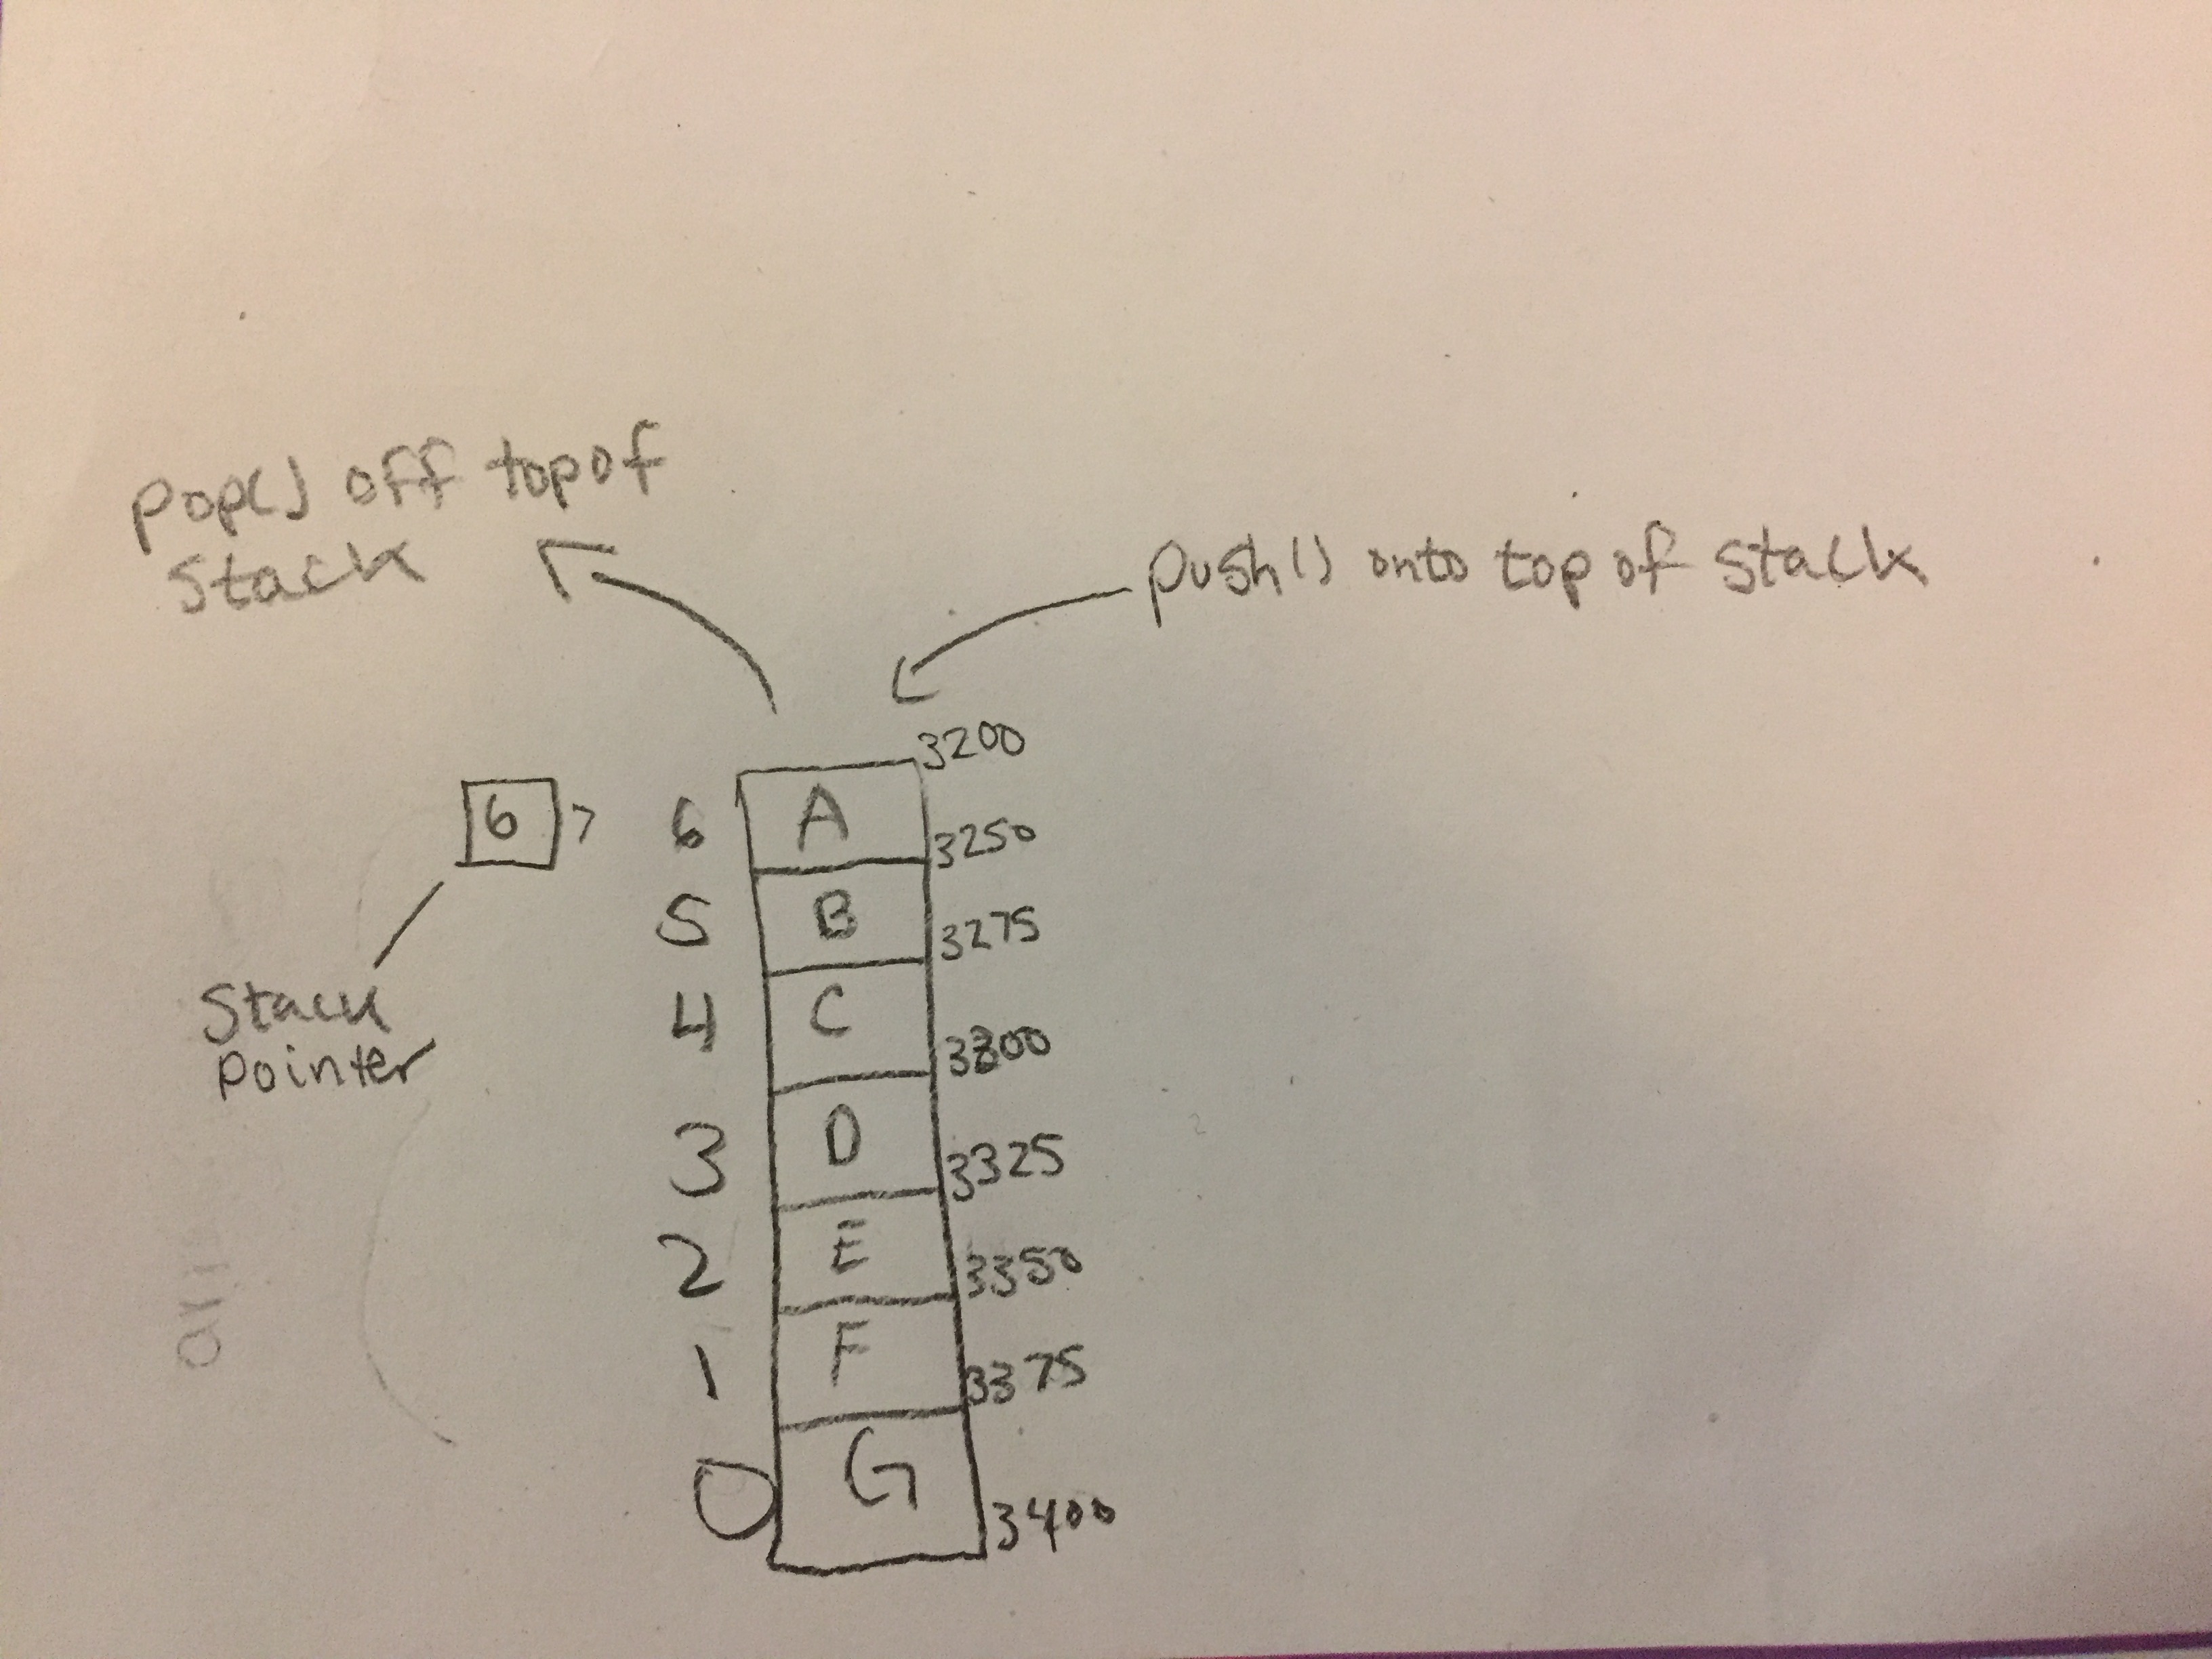 pop() off top of
stack
push() onto top of stack
3200
6 > 6 A
3250
5 B
3275
4 C
3300
3 D
3325
2 E
3350
1 F
3375
0 G
3400
Stack
pointer